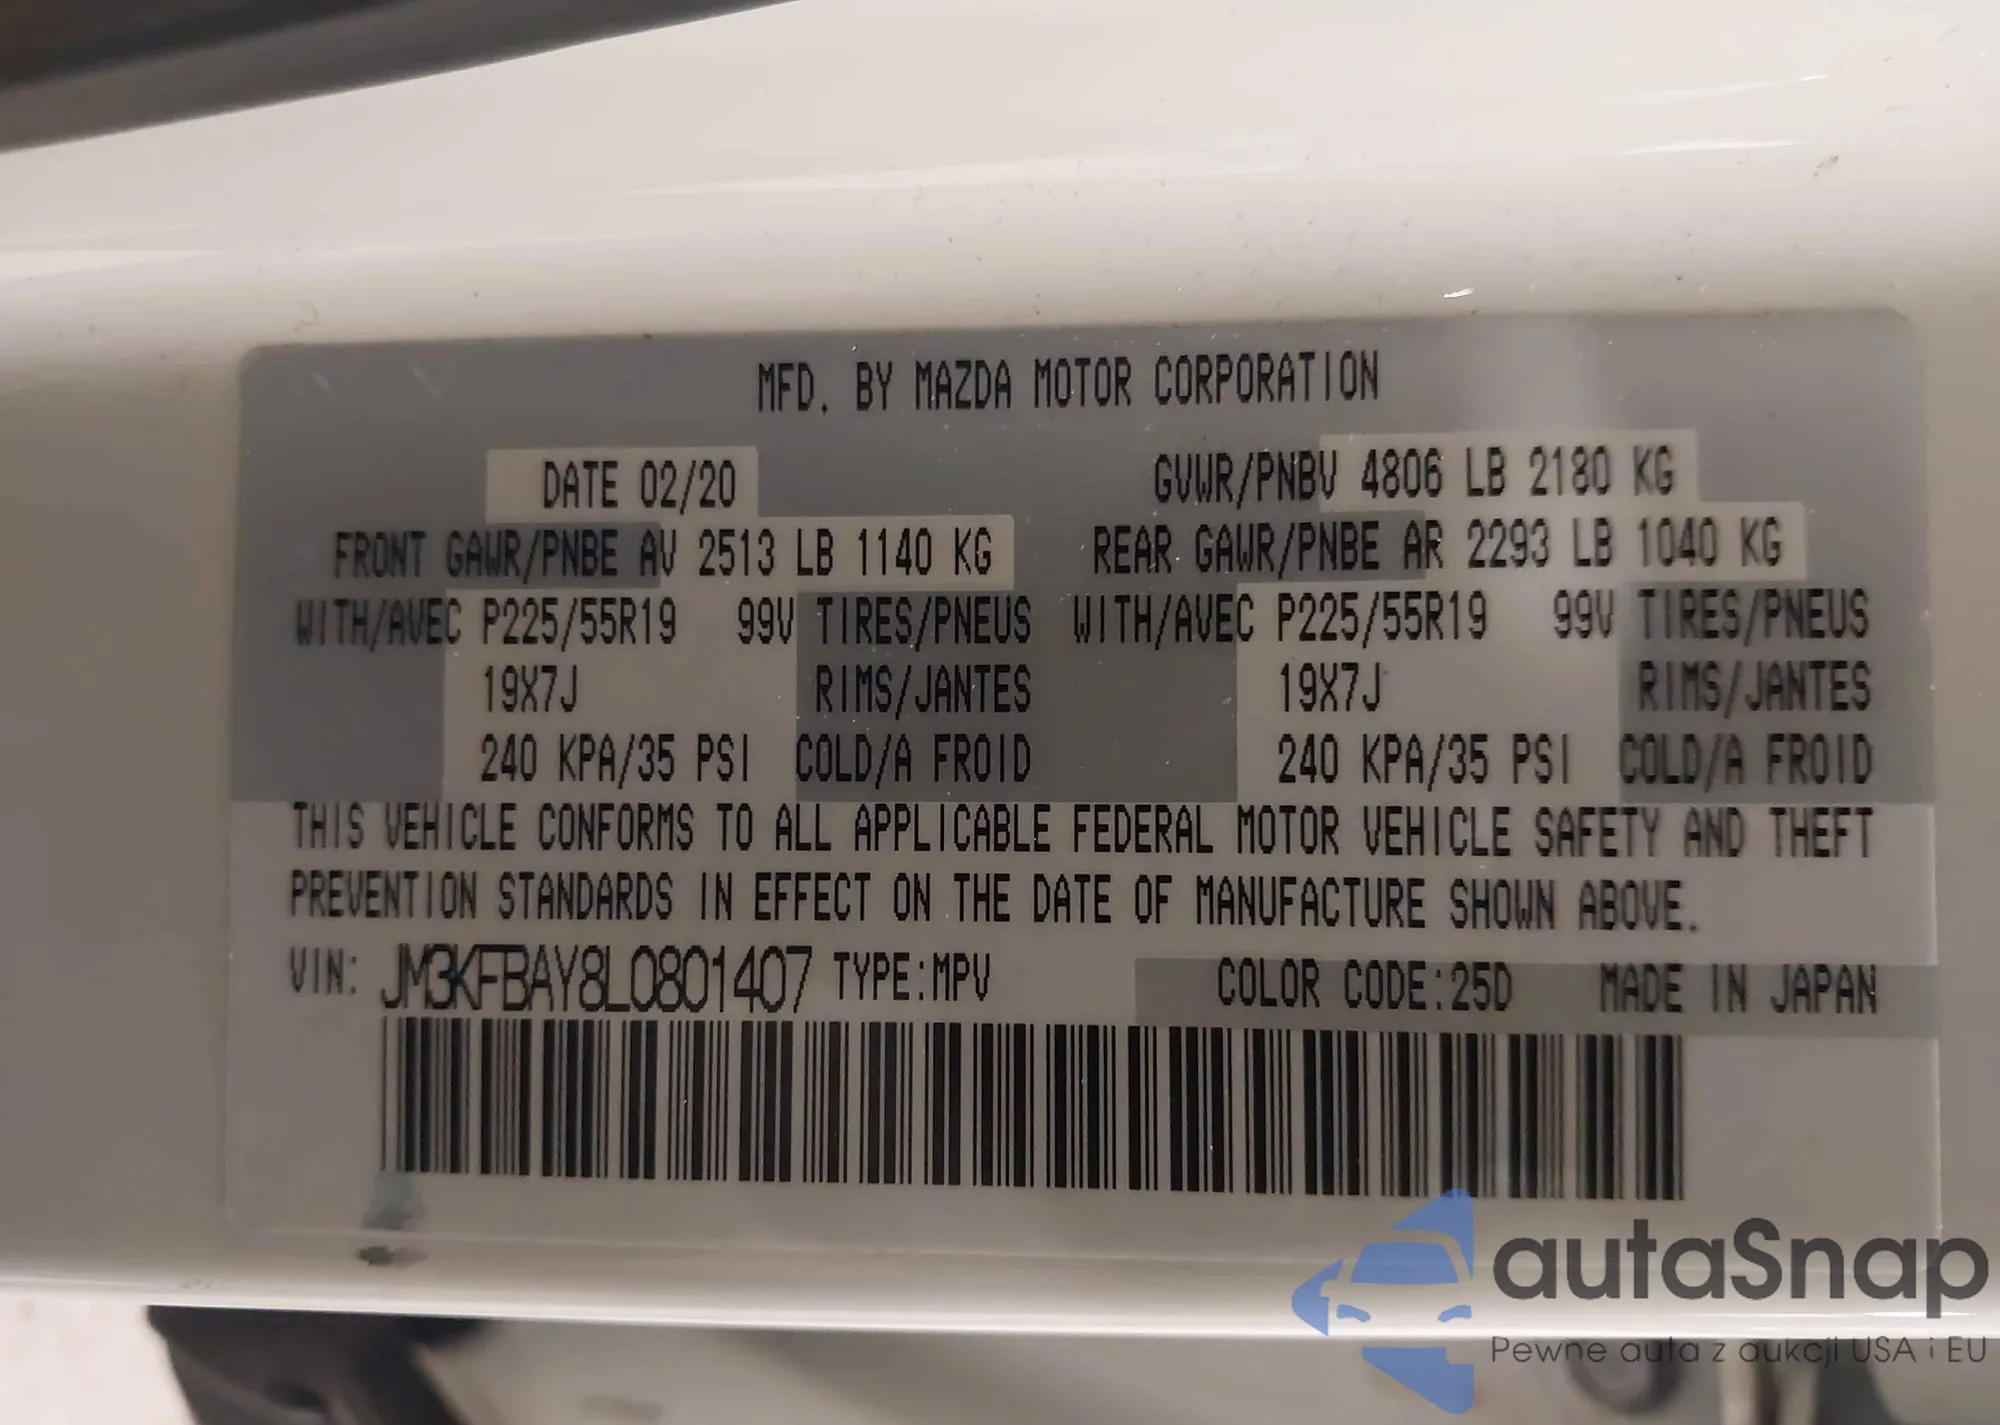 MFD. BY MAZDA MOTOR CORPORATION
DATE 02/20 GVWR/PNBV 4806 LB 2180 KG
FRONT GAWR/PNBE AV 2513 LB 1140 KG REAR GAWR/PNBE AR 2293 LB 1040 KG
WITH/AVEC P225/55R19 99V TIRES/PNEUS WITH/AVEC P225/55R19 99V TIRES/PNEUS
19X7J RIMS/JANTES 19X7J RIMS/JANTES
240 KPA/35 PSI COLD/A FROID 240 KPA/35 PSI COLD/A FROID
THIS VEHICLE CONFORMS TO ALL APPLICABLE FEDERAL MOTOR VEHICLE SAFETY AND THEFT
PREVENTION STANDARDS IN EFFECT ON THE DATE OF MANUFACTURE SHOWN ABOVE.
VIN: JM3KFBAY8L0801407 TYPE:MPV COLOR CODE:25D MADE IN JAPAN
autaSnap
Pewne auta z aukcji USA i EU